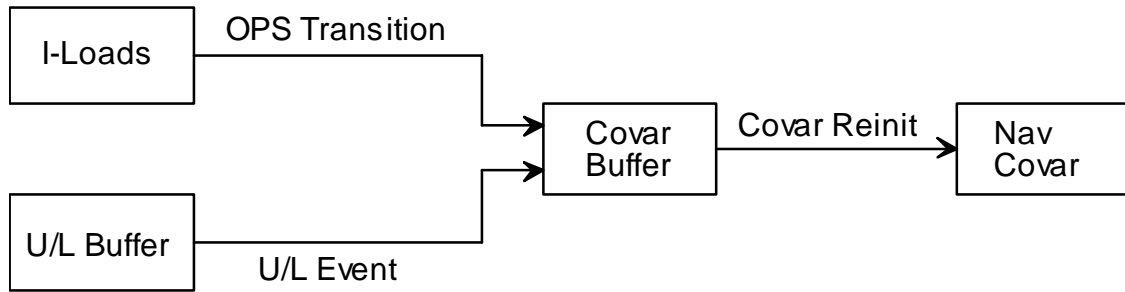 OPS Transition
I-Loads
Covar
Buffer
Covar Reinit
Nav
Covar
U/L Buffer
U/L Event